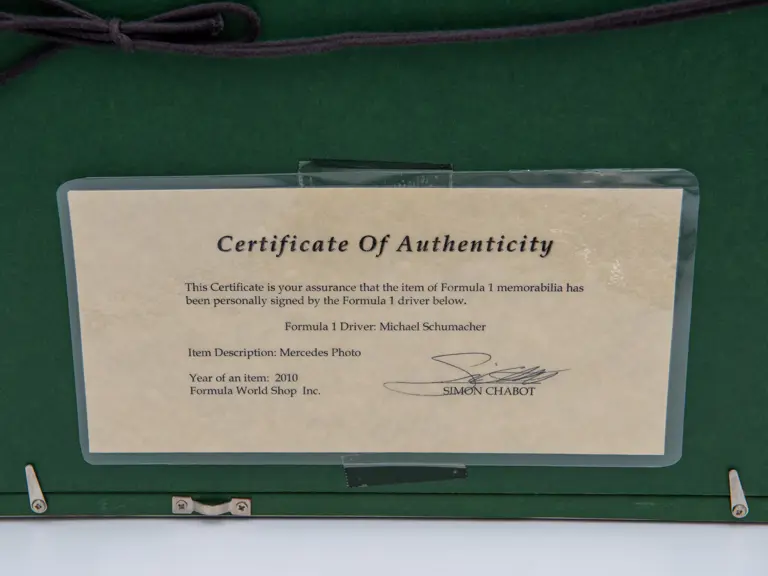 Certificate Of Authenticity
This Certificate is your assurance that the item of Formula 1 memorabilia has
been personally signed by the Formula 1 driver below.
Formula 1 Driver: Michael Schumacher
Item Description: Mercedes Photo
Year of an item: 2010
Formula World Shop Inc.
SIMON CHABOT